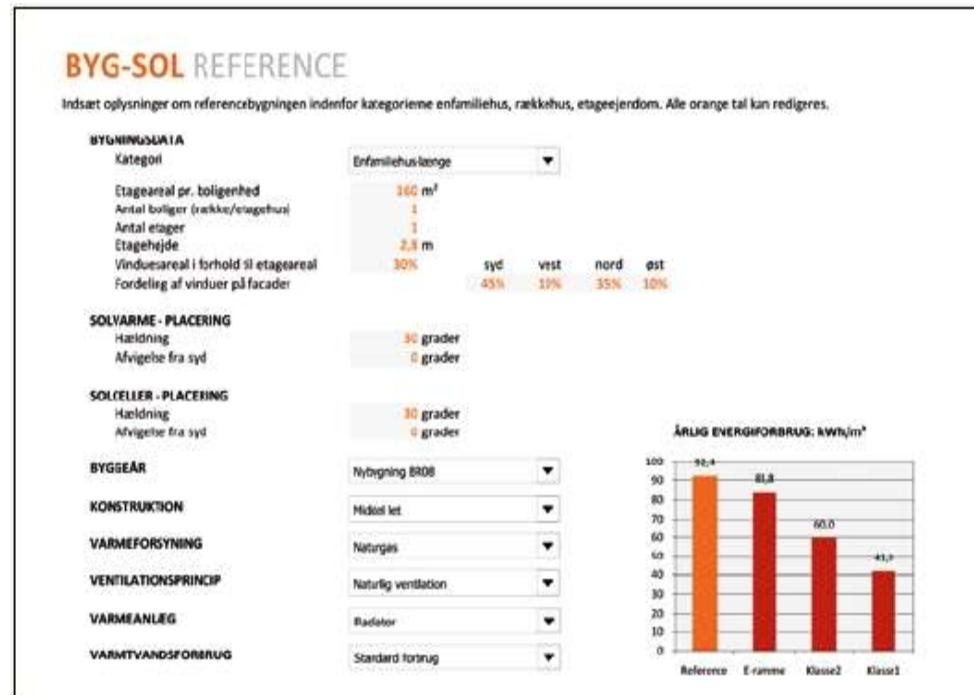 BYG-SOL REFERENCE
Indsæt oplysninger om referencebygningen indenfor kategorierne enfamiliehus, rækkehus, etageejendom. Alle orange tal kan redigeres.
BYGNINGSDATA
Kategori Enfamiliehus-længe
Etageareal pr. boligenhed 160 m²
Antal boliger (række/etagehus) 1
Antal etager 1
Etagehøjde 2,8 m
Vinduesareal i forhold til etageareal 30% syd vest nord øst
Fordeling af vinduer på facader 45% 10% 35% 10%
SOLVARME - PLACERING
Hældning 30 grader
Afvigelse fra syd 0 grader
SOLCELLER - PLACERING
Hældning 30 grader
Afvigelse fra syd 0 grader
BYGGEÅR Nybygning BR08
KONSTRUKTION Middel let
VARMEFORSYNING Naturgas
VENTILATIONSPRINCIP Naturlig ventilation
VARMEANLÆG Radiator
VARMTVANDSFORBRUG Standard forbrug
ÅRLIG ENERGIFORBRUG: kWh/m²
100
90
80
70
60
50
40
30
20
10
0
92,4
60,0
Reference E-ramme Klasse2 Klasse1